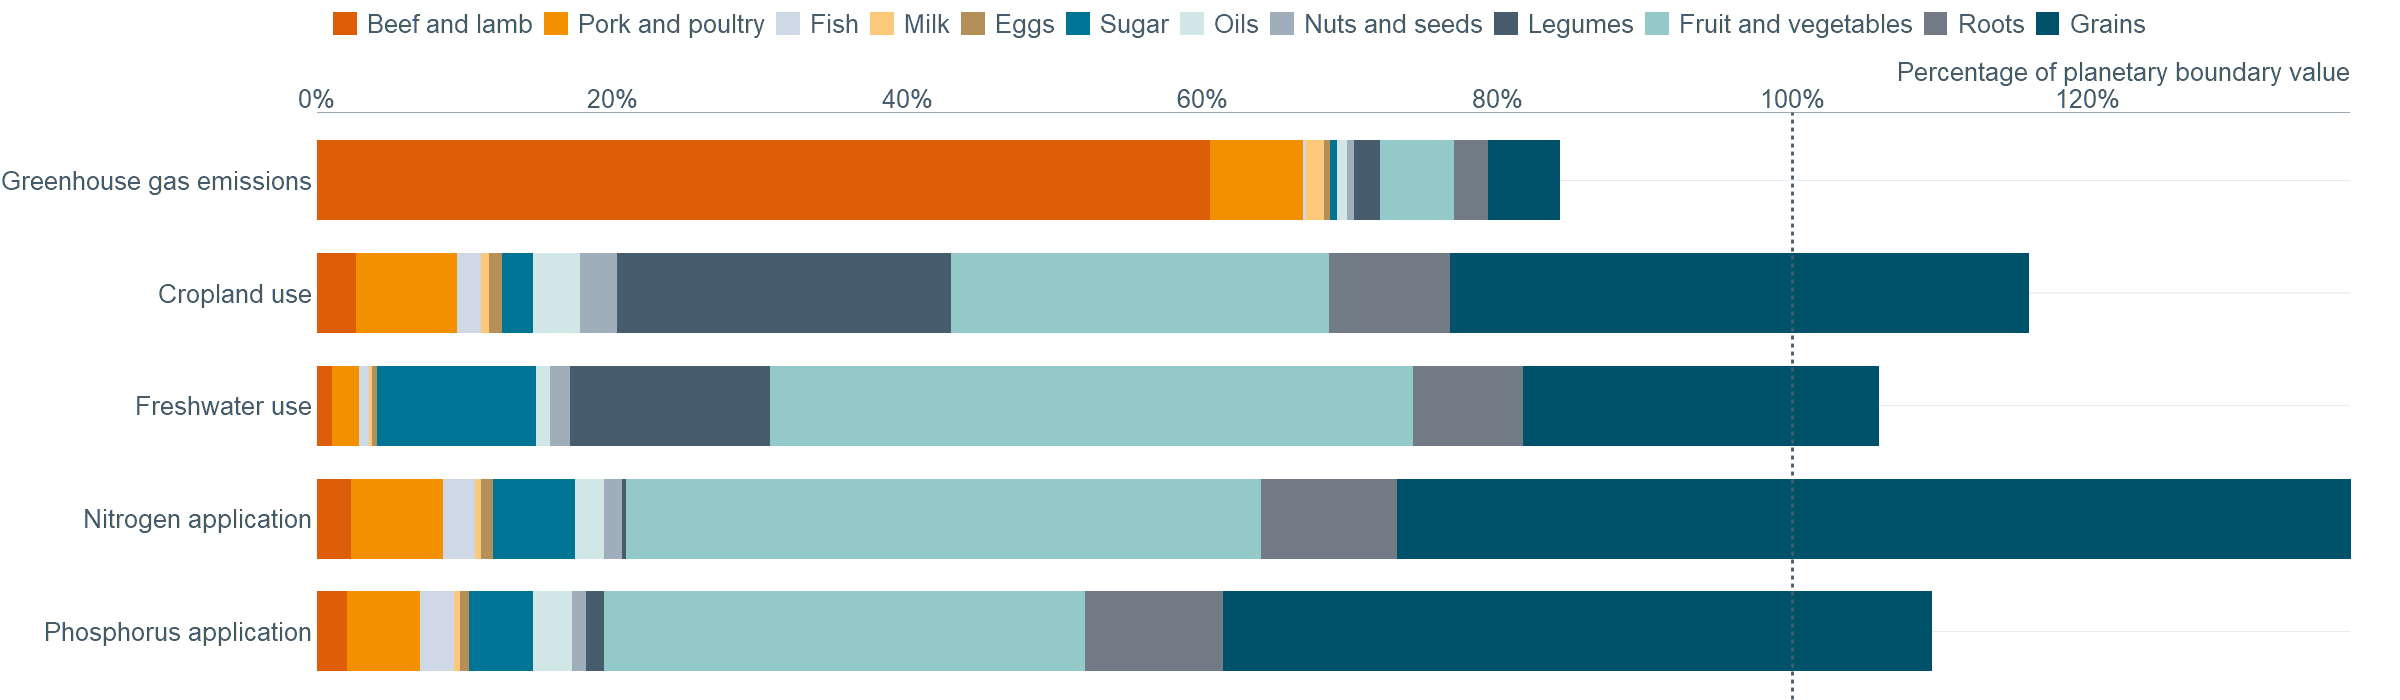 Beef and lamb Pork and poultry Fish Milk Eggs Sugar Oils Nuts and seeds Legumes Fruit and vegetables Roots Grains
Percentage of planetary boundary value
0% 20% 40% 60% 80% 100% 120%
Greenhouse gas emissions
Cropland use
Freshwater use
Nitrogen application
Phosphorus application